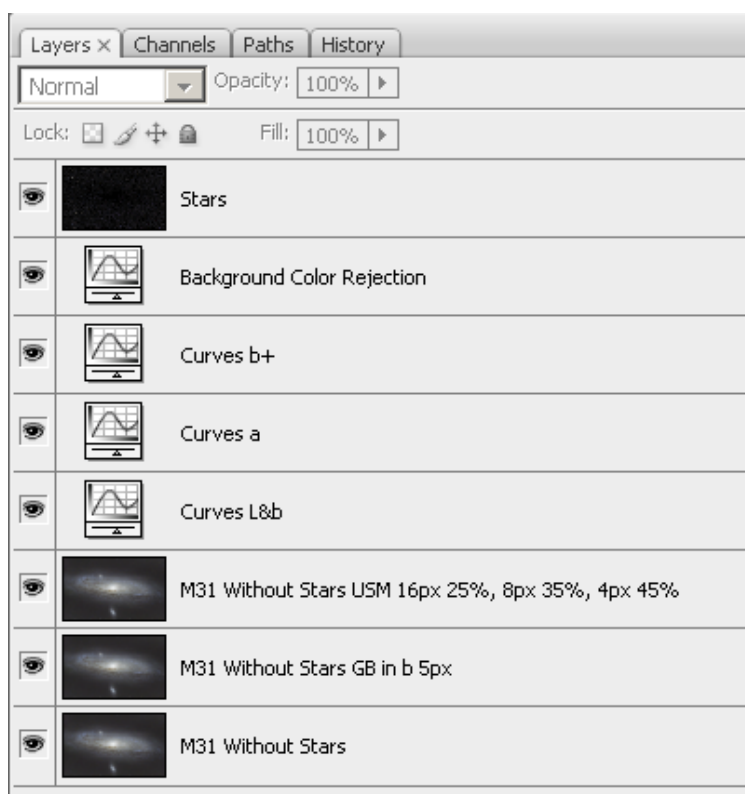 Layers × Channels Paths History
Normal Opacity: 100%
Lock: Fill: 100%
Stars
Background Color Rejection
Curves b+
Curves a
Curves L&b
M31 Without Stars USM 16px 25%, 8px 35%, 4px 45%
M31 Without Stars GB in b 5px
M31 Without Stars